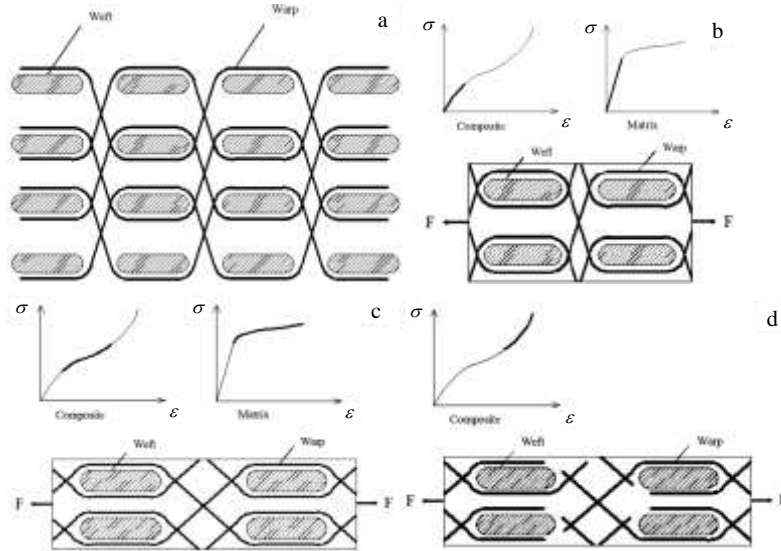 a
Weft
Warp
σ
σ
b
Composite
ε
Matrix
ε
Weft
Warp
F
F
c
σ
σ
Composite
Matrix
ε
Weft
Warp
F
F
d
σ
Composite
ε
Weft
Warp
F
F